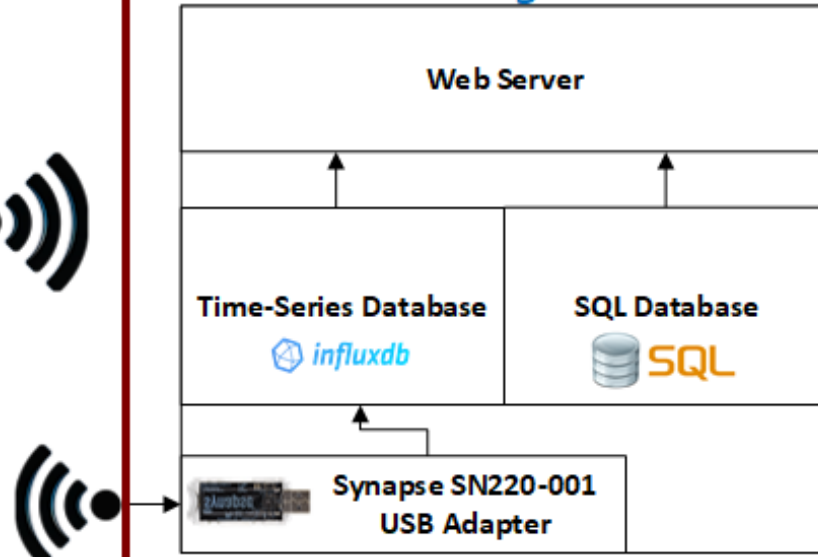 Web Server
Time-Series Database
influxdb
SQL Database
SQL
Synapse SN220-001
USB Adapter